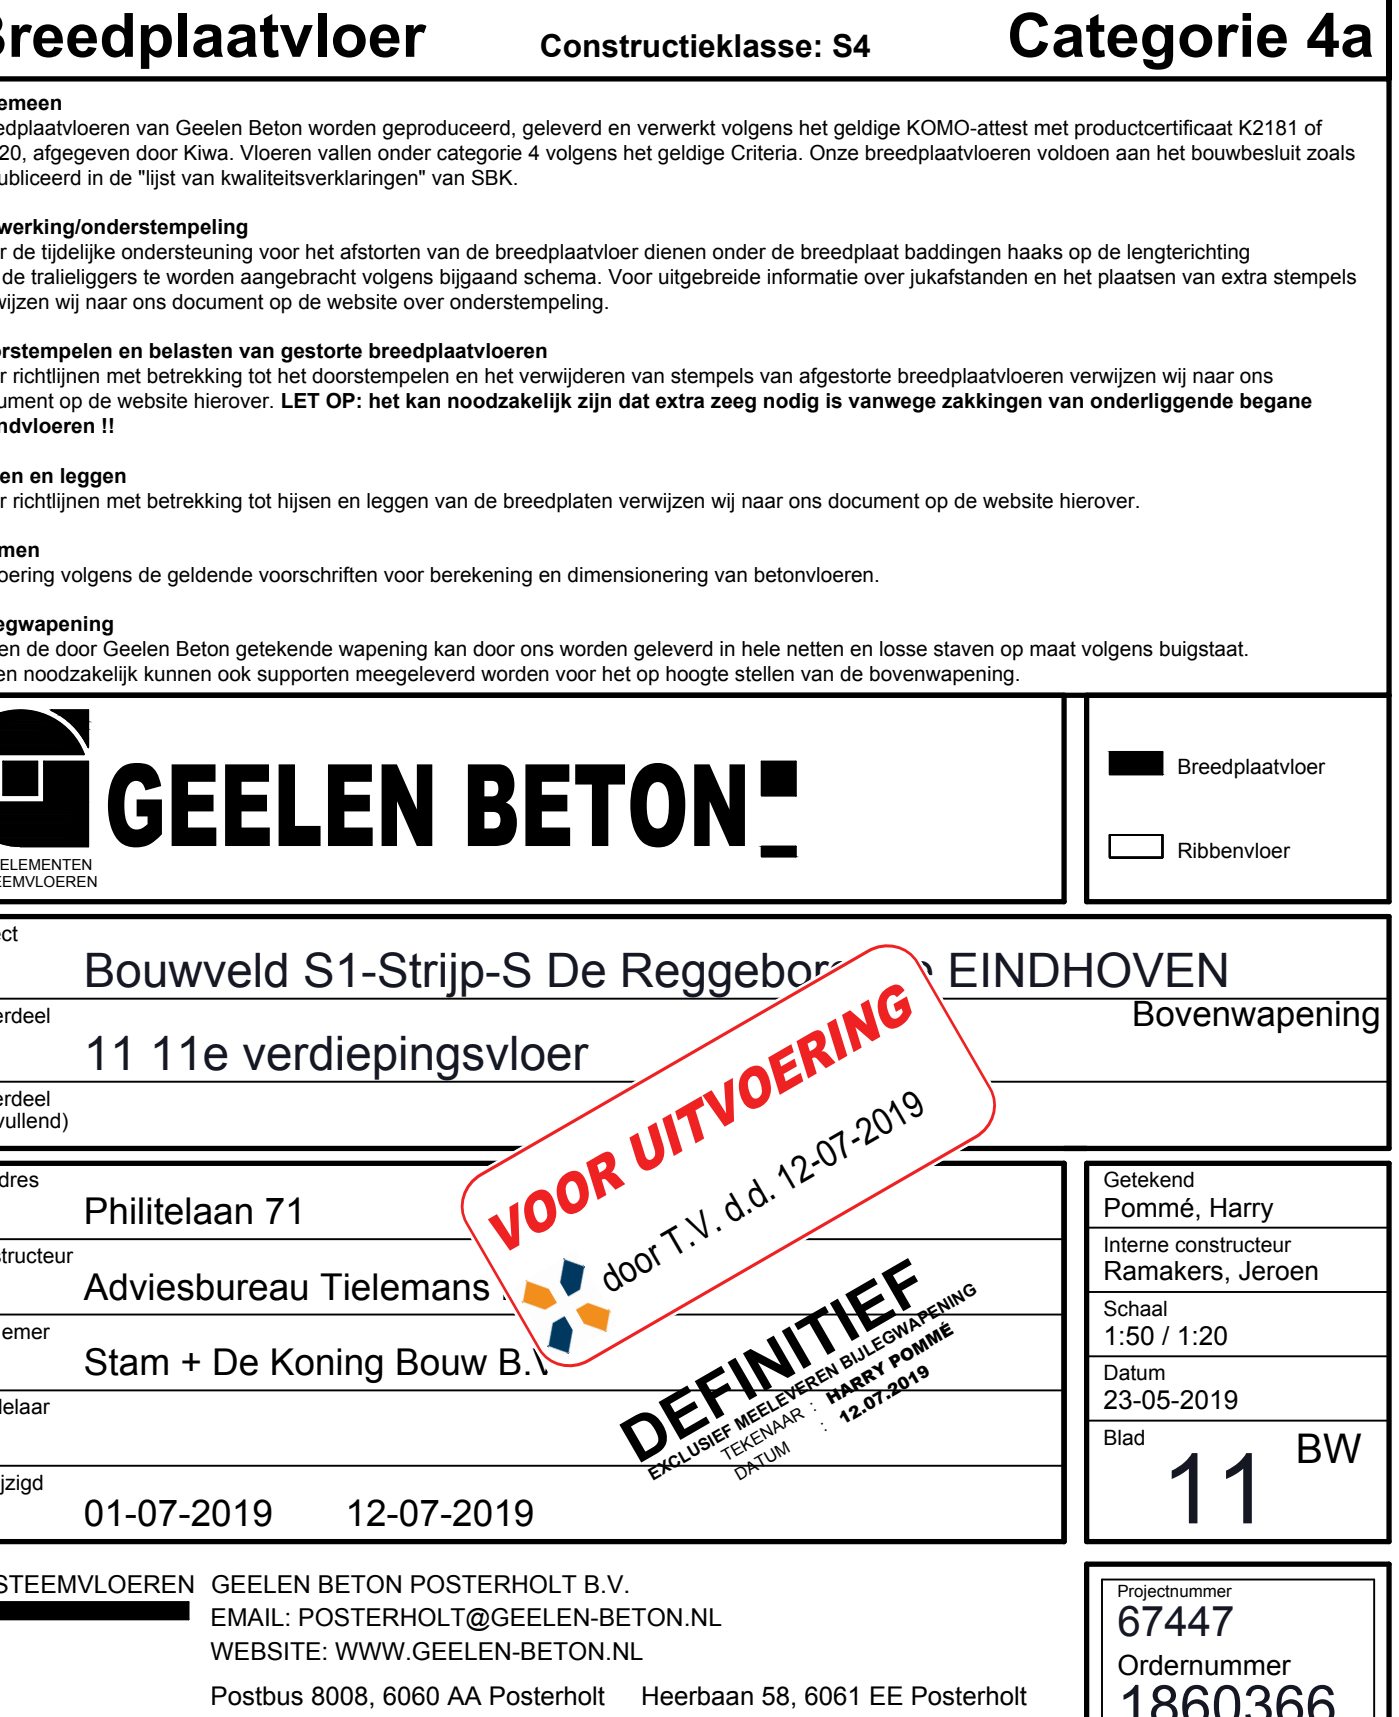 Breedplaatvloer Constructieklasse: S4 Categorie 4a
emeen
edplaatvloeren van Geelen Beton worden geproduceerd, geleverd en verwerkt volgens het geldige KOMO-attest met productcertificaat K2181 of
20, afgegeven door Kiwa. Vloeren vallen onder categorie 4 volgens het geldige Criteria. Onze breedplaatvloeren voldoen aan het bouwbesluit zoals
ubliceerd in de "lijst van kwaliteitsverklaringen" van SBK.
werking/onderstempeling
r de tijdelijke ondersteuning voor het afstorten van de breedplaatvloer dienen onder de breedplaat baddingen haaks op de lengterichting
de tralieliggers te worden aangebracht volgens bijgaand schema. Voor uitgebreide informatie over jukafstanden en het plaatsen van extra stempels
wijzen wij naar ons document op de website over onderstempeling.
rstempelen en belasten van gestorte breedplaatvloeren
r richtlijnen met betrekking tot het doorstempelen en het verwijderen van stempels van afgestorte breedplaatvloeren verwijzen wij naar ons
ument op de website hierover. LET OP: het kan noodzakelijk zijn dat extra zeeg nodig is vanwege zakkingen van onderliggende begane
ndvloeren !!
en en leggen
r richtlijnen met betrekking tot hijsen en leggen van de breedplaten verwijzen wij naar ons document op de website hierover.
men
oering volgens de geldende voorschriften voor berekening en dimensionering van betonvloeren.
egwapening
en de door Geelen Beton getekende wapening kan door ons worden geleverd in hele netten en losse staven op maat volgens buigstaat.
en noodzakelijk kunnen ook supporten meegeleverd worden voor het op hoogte stellen van de bovenwapening.
GEELEN BETON
ELEMENTEN
EMVLOEREN
Breedplaatvloer
Ribbenvloer
ect
Bouwveld S1-Strijp-S De Reggebor EINDHOVEN
erdeel
Bovenwapening
11 11e verdiepingsvloer
erdeel
vullend)
VOOR UITVOERING
door T.V. d.d. 12-07-2019
dres
Philitelaan 71
structeur
Adviesbureau Tielemans
emer
Stam + De Koning Bouw B.V
elaar
DEFINITIEF
EXCLUSIEF MEELEVEREN BIJLEGWAPENING
TEKENAAR : HARRY POMMÉ
DATUM : 12.07.2019
jzigd
01-07-2019 12-07-2019
Getekend
Pommé, Harry
Interne constructeur
Ramakers, Jeroen
Schaal
1:50 / 1:20
Datum
23-05-2019
Blad
11 BW
STEEMVLOEREN GEELEN BETON POSTERHOLT B.V.
EMAIL: POSTERHOLT@GEELEN-BETON.NL
WEBSITE: WWW.GEELEN-BETON.NL
Postbus 8008, 6060 AA Posterholt Heerbaan 58, 6061 EE Posterholt
Projectnummer
67447
Ordernummer
1860366